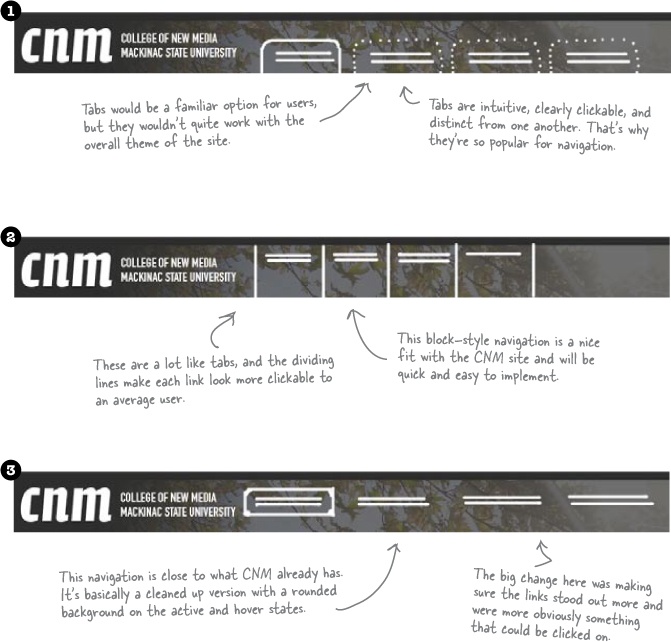 1
cnm
COLLEGE OF NEW MEDIA
MACKINAC STATE UNIVERSITY
Tabs would be a familiar option for users,
but they wouldn't quite work with the
overall theme of the site.
Tabs are intuitive, clearly clickable, and
distinct from one another. That's why
they're so popular for navigation.
2
cnm
COLLEGE OF NEW MEDIA
MACKINAC STATE UNIVERSITY
These are a lot like tabs, and the dividing
lines make each link look more clickable to
an average user.
This block-style navigation is a nice
fit with the CNM site and will be
quick and easy to implement.
3
cnm
COLLEGE OF NEW MEDIA
MACKINAC STATE UNIVERSITY
This navigation is close to what CNM already has.
It's basically a cleaned up version with a rounded
background on the active and hover states.
The big change here was making
sure the links stood out more and
were more obviously something
that could be clicked on.